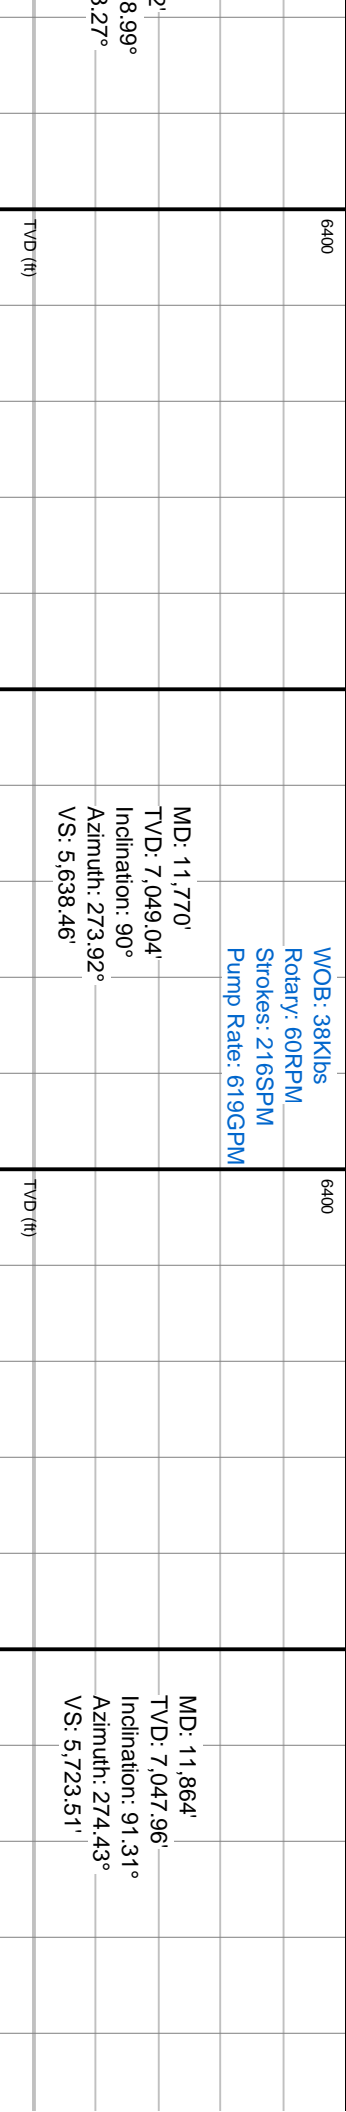 2'
8.99°
3.27°
6400
TVD (ft)
WOB: 38Klbs
Rotary: 60RPM
Strokes: 216SPM
Pump Rate: 619GPM
MD: 11,770'
TVD: 7,049.04'
Inclination: 90°
Azimuth: 273.92°
VS: 5,638.46'
6400
TVD (ft)
MD: 11,864'
TVD: 7,047.96'
Inclination: 91.31°
Azimuth: 274.43°
VS: 5,723.51'